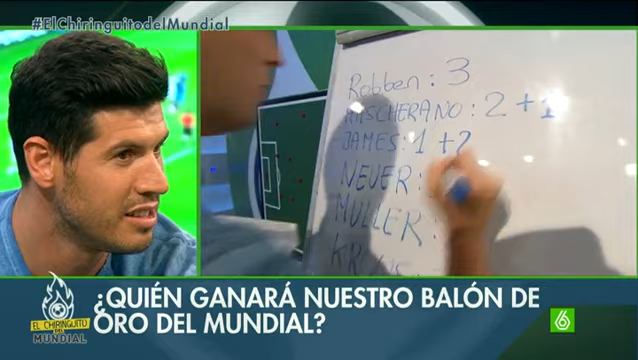 #ElChiringuitodelMundial
Robben : 3
MASCHERANO : 2 + 1
JAMES : 1 + 2
NEUER :
MULLER :
¿QUIÉN GANARÁ NUESTRO BALÓN DE
ORO DEL MUNDIAL?
EL CHIRINGUITO
DEL
MUNDIAL
6